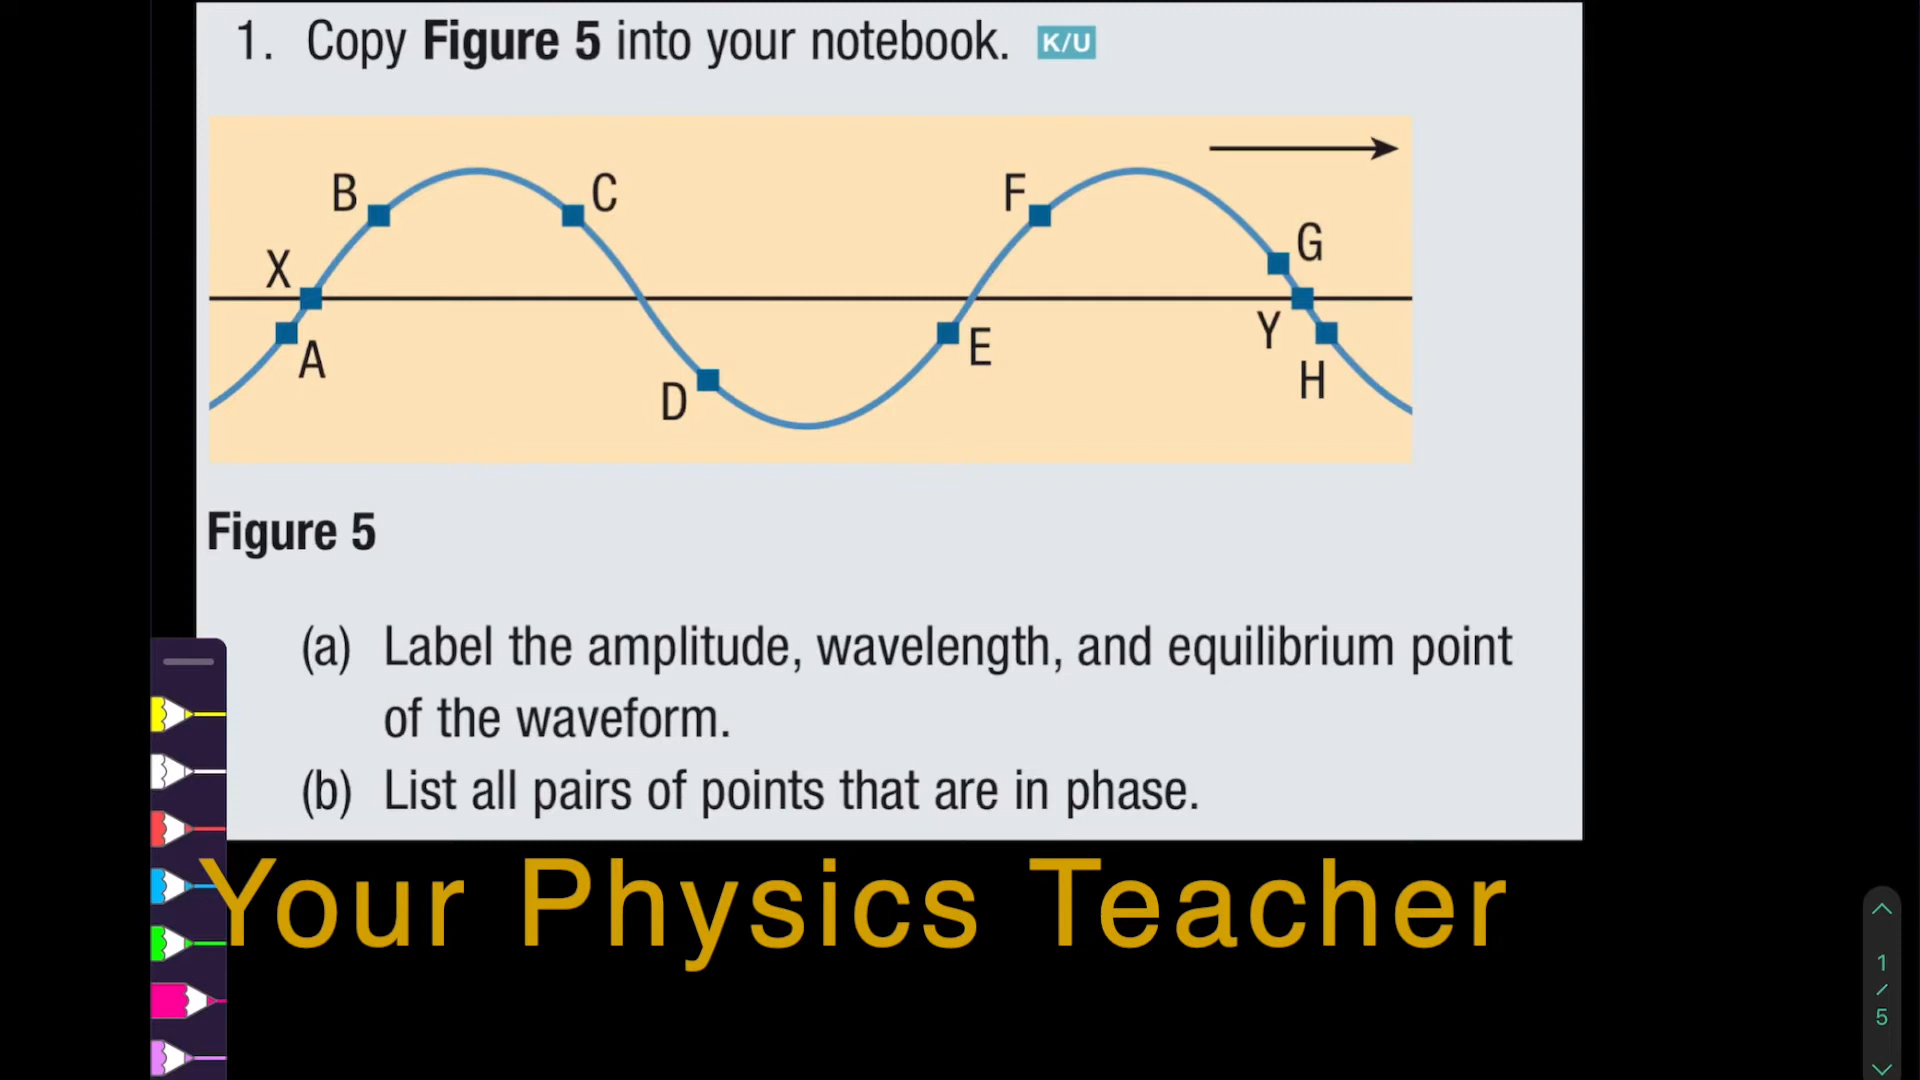 1. Copy Figure 5 into your notebook. K/U
B
C
F
G
X
A
D
E
Y
H
Figure 5
(a) Label the amplitude, wavelength, and equilibrium point
of the waveform.
(b) List all pairs of points that are in phase.
Your Physics Teacher
1
/
5